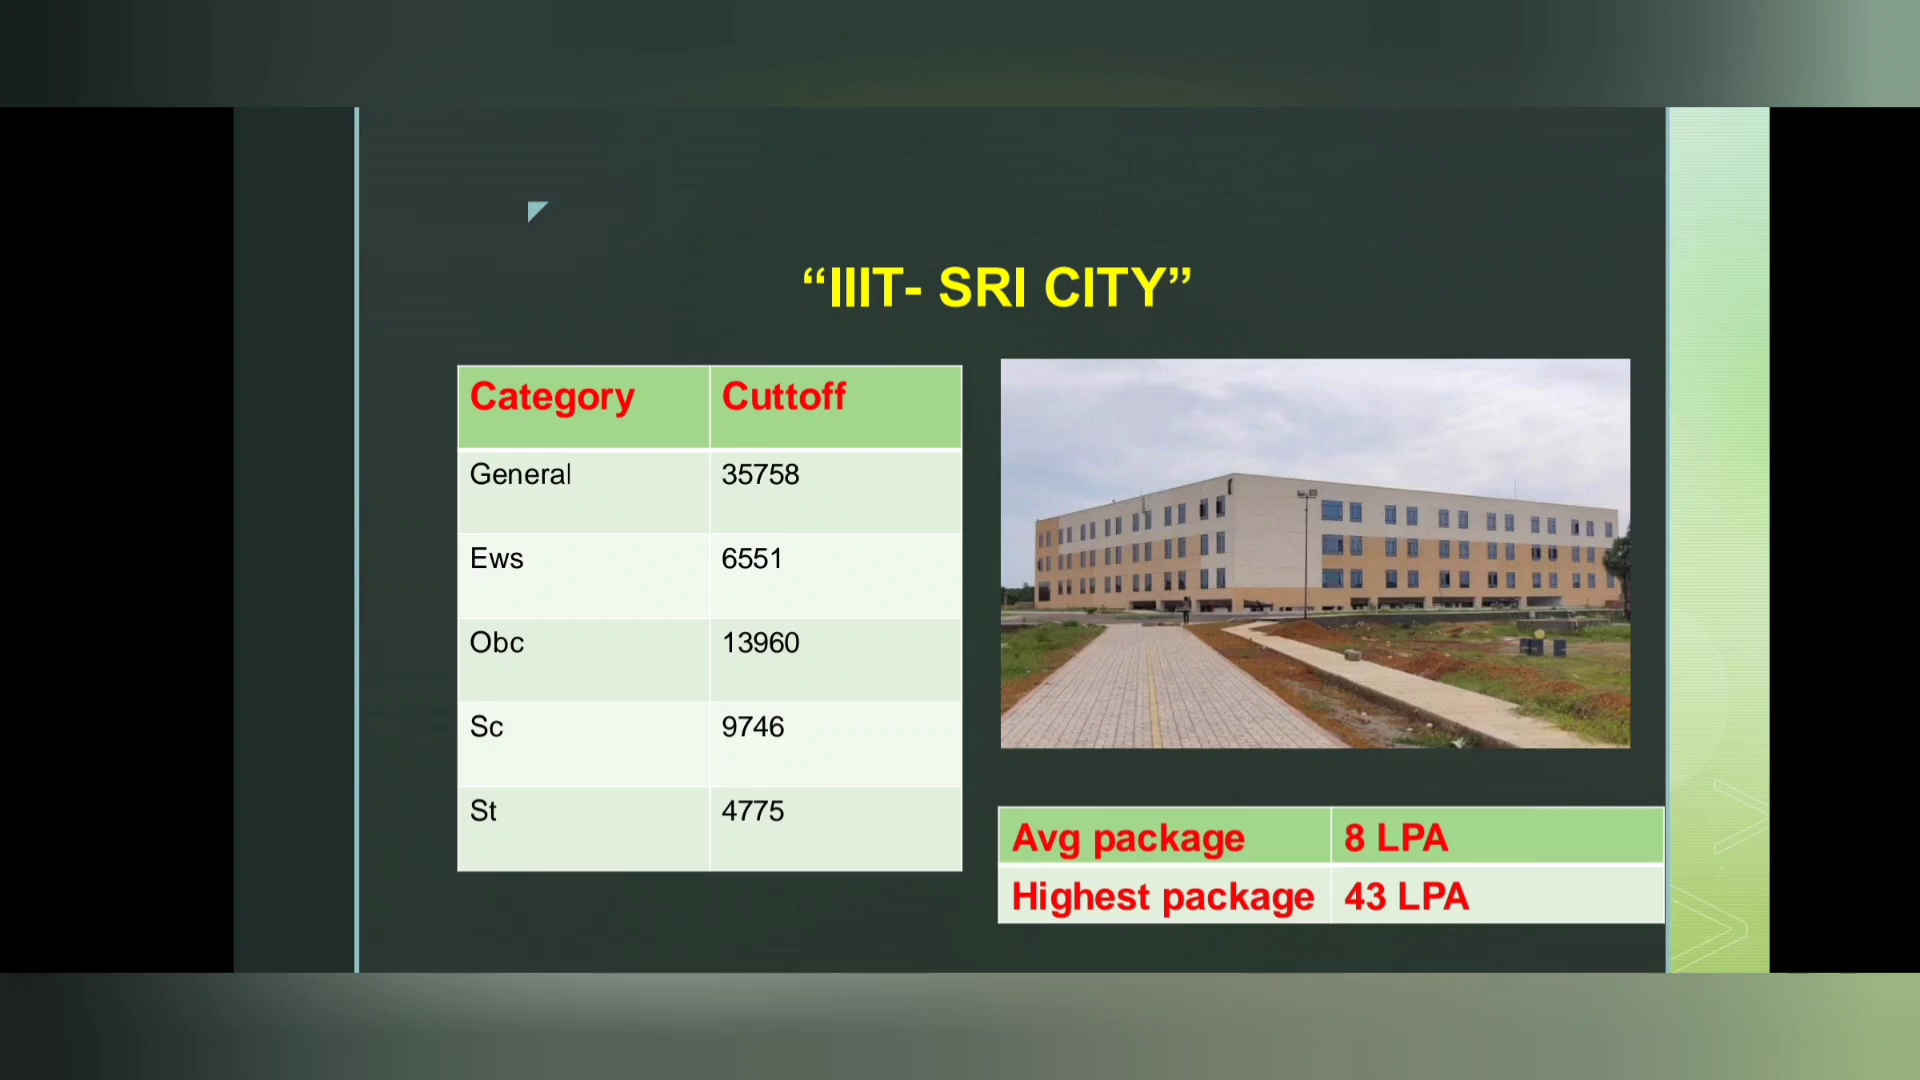 “IIIT- SRI CITY”
Category Cuttoff
General 35758
Ews 6551
Obc 13960
Sc 9746
St 4775
Avg package 8 LPA
Highest package 43 LPA